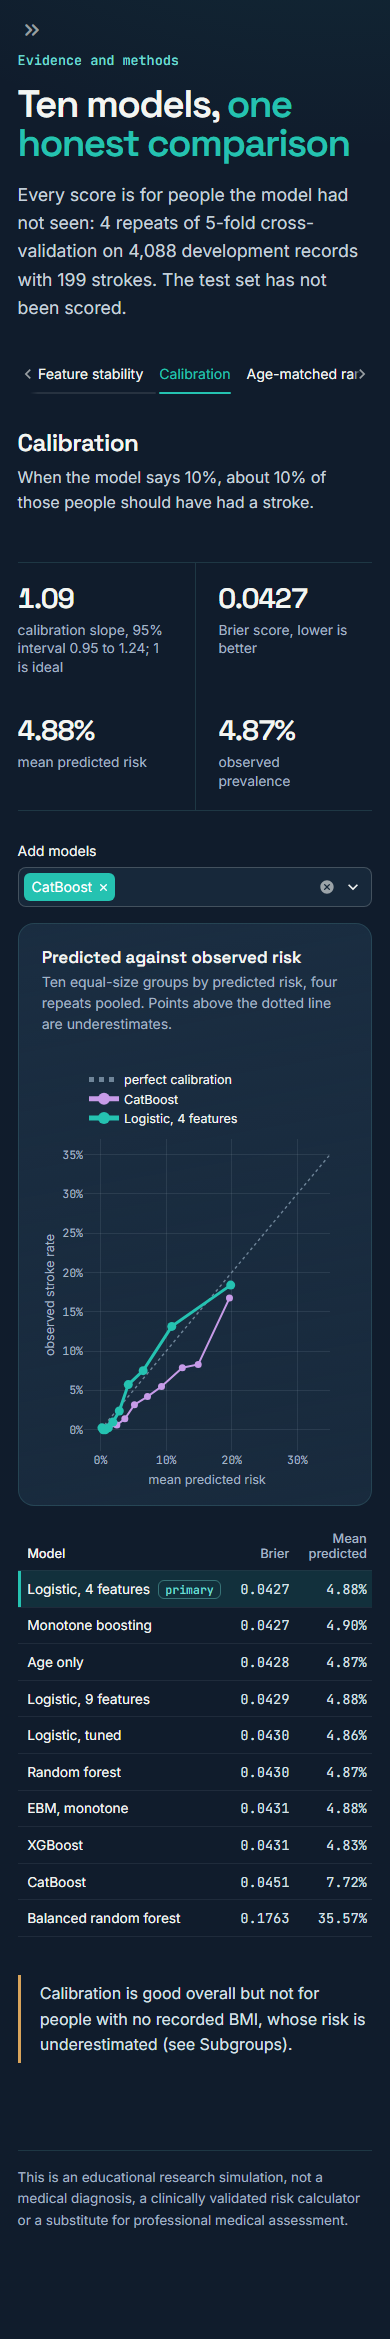 Evidence and methods
Ten models, one
honest comparison
Every score is for people the model had
not seen: 4 repeats of 5-fold cross-
validation on 4,088 development records
with 199 strokes. The test set has not
been scored.
Feature stability Calibration Age-matched ra
Calibration
When the model says 10%, about 10% of
those people should have had a stroke.
1.09
calibration slope, 95%
interval 0.95 to 1.24; 1
is ideal
0.0427
Brier score, lower is
better
4.88%
mean predicted risk
4.87%
observed
prevalence
Add models
CatBoost ×
Predicted against observed risk
Ten equal-size groups by predicted risk, four
repeats pooled. Points above the dotted line
are underestimates.
perfect calibration
CatBoost
Logistic, 4 features
observed stroke rate
35%
30%
25%
20%
15%
10%
5%
0%
0% 10% 20% 30%
mean predicted risk
Model Brier Mean predicted
Logistic, 4 features primary 0.0427 4.88%
Monotone boosting 0.0427 4.90%
Age only 0.0428 4.87%
Logistic, 9 features 0.0429 4.88%
Logistic, tuned 0.0430 4.86%
Random forest 0.0430 4.87%
EBM, monotone 0.0431 4.88%
XGBoost 0.0431 4.83%
CatBoost 0.0451 7.72%
Balanced random forest 0.1763 35.57%
Calibration is good overall but not for
people with no recorded BMI, whose risk is
underestimated (see Subgroups).
This is an educational research simulation, not a
medical diagnosis, a clinically validated risk calculator
or a substitute for professional medical assessment.